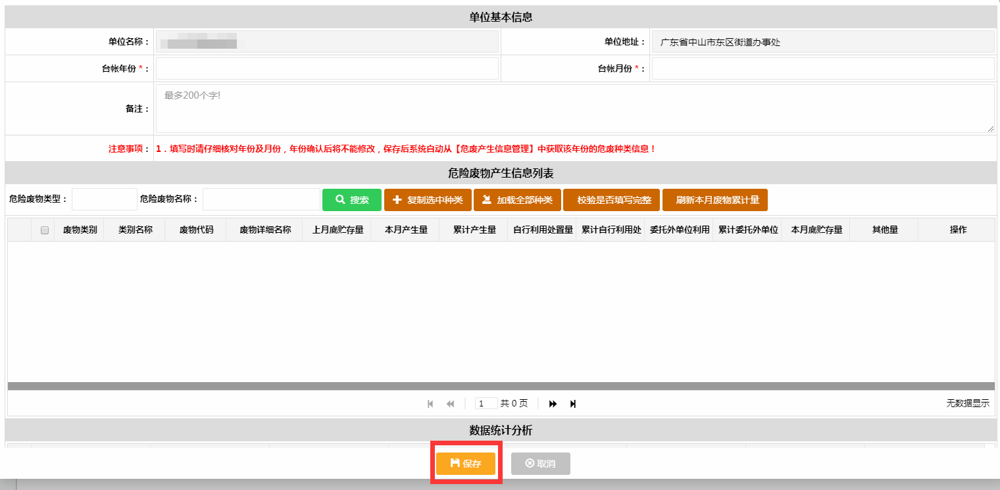 单位基本信息
单位名称： 单位地址： 广东省中山市东区街道办事处
台帐年份 *： 台帐月份 *：
备注： 最多200个字!
注意事项： 1．填写时请仔细核对年份及月份，年份确认后将不能修改，保存后系统自动从【危废产生信息管理】中获取该年份的危废种类信息！
危险废物产生信息列表
危险废物类型： 危险废物名称： 搜索 复制选中种类 加载全部种类 校验是否填写完整 刷新本月废物累计量
废物类别 类别名称 废物代码 废物详细名称 上月底贮存量 本月产生量 累计产生量 自行利用处置量 累计自行利用处 委托外单位利用 累计委托外单位 本月底贮存量 其他量 操作
1 共 0 页 无数据显示
数据统计分析
保存 取消